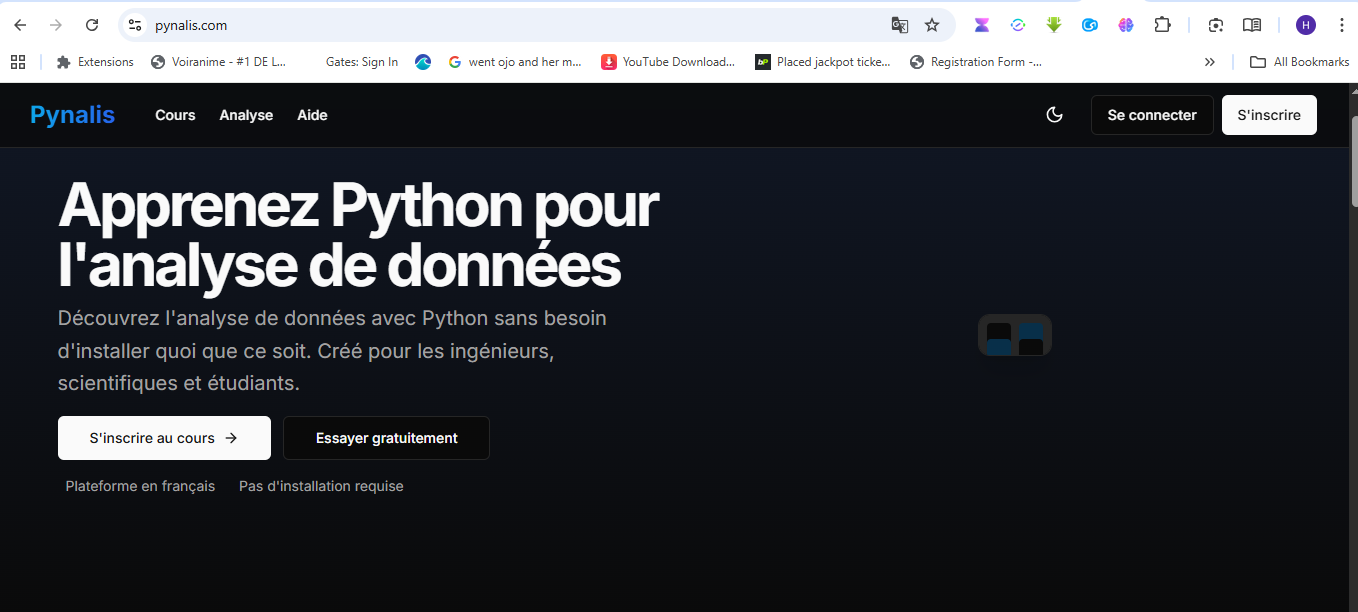 pynalis.com
H
Extensions
Voiranime - #1 DE L...
Gates: Sign In
went ojo and her m...
YouTube Download...
bP
Placed jackpot ticke...
Registration Form -...
»
All Bookmarks
Pynalis
Cours
Analyse
Aide
Se connecter
S'inscrire
Apprenez Python pour
l'analyse de données
Découvrez l'analyse de données avec Python sans besoin
d'installer quoi que ce soit. Créé pour les ingénieurs,
scientifiques et étudiants.
S'inscrire au cours →
Essayer gratuitement
Plateforme en français
Pas d'installation requise